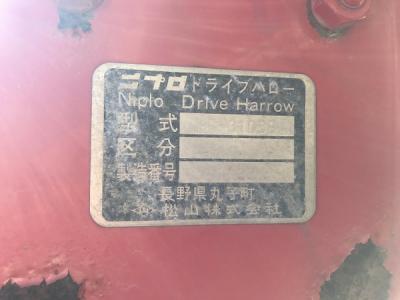 ニプロドライブハロー
Niplo Drive Harrow
型式
区分
製造番号
長野県丸子町
松山株式会社